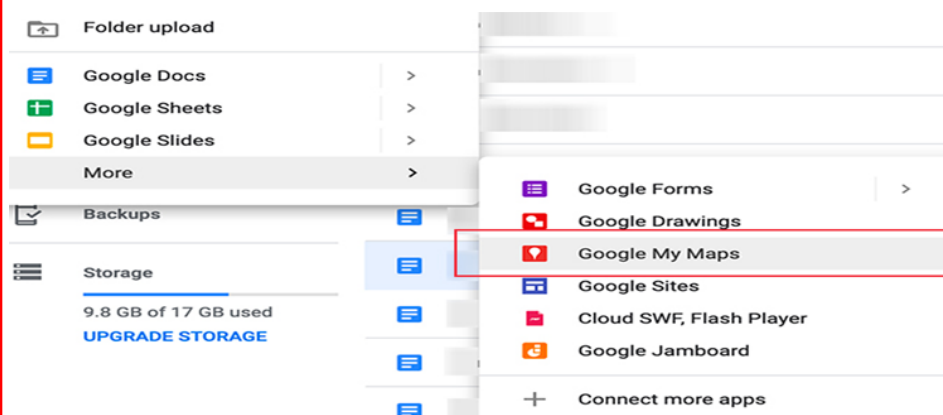 Folder upload
Google Docs
Google Sheets
Google Slides
More
Backups
Storage
9.8 GB of 17 GB used
UPGRADE STORAGE
Google Forms
Google Drawings
Google My Maps
Google Sites
Cloud SWF, Flash Player
Google Jamboard
Connect more apps